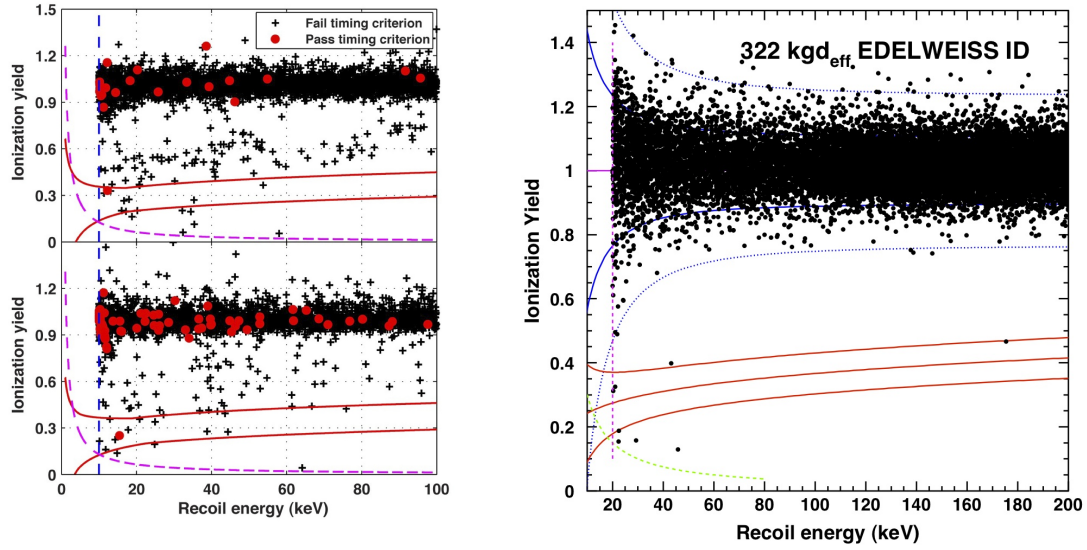 Fail timing criterion
Pass timing criterion
1.5
1.2
0.9
0.6
0.3
0
Ionization yield
1.2
0.9
0.6
0.3
0
Ionization yield
0 20 40 60 80 100
Recoil energy (keV)
322 kgd_eff EDELWEISS ID
1.4
1.2
1
0.8
0.6
0.4
0.2
0
Ionization Yield
20 40 60 80 100 120 140 160 180 200
Recoil energy (keV)